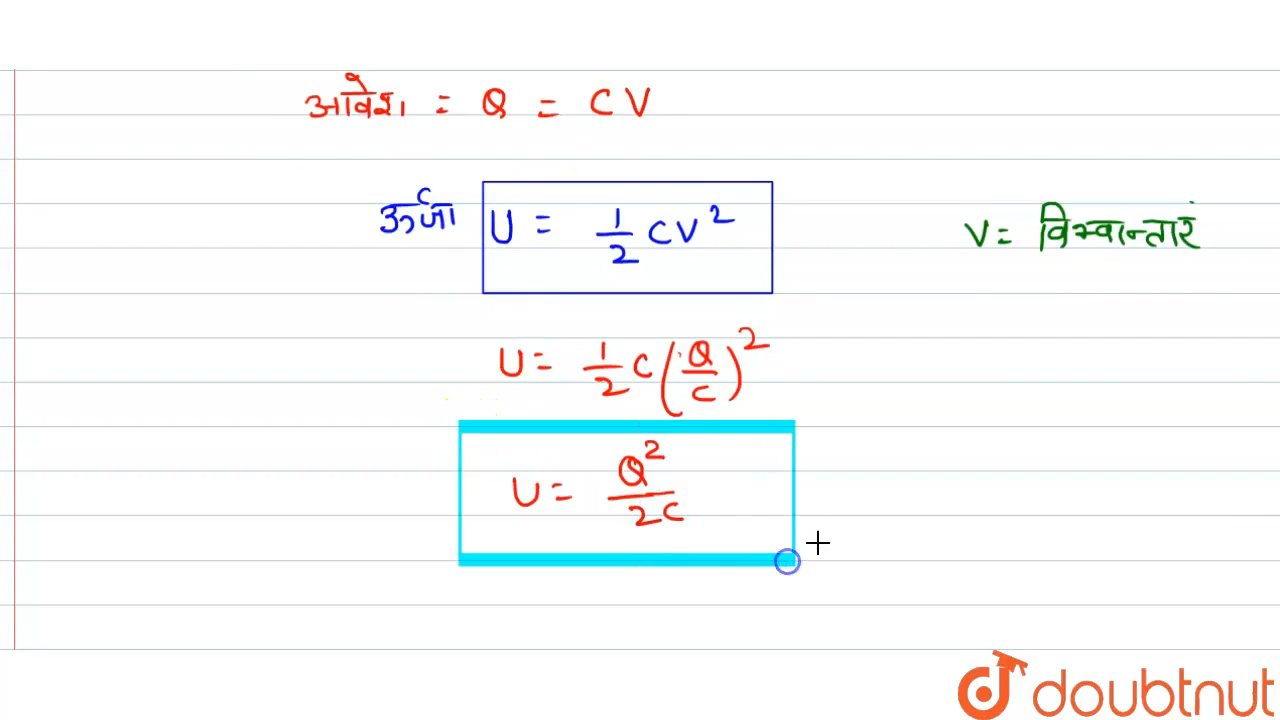 आवेश = Q = CV
ऊर्जा U = 1/2 CV²
V = विभवान्तर
U = 1/2 C (Q/C)²
U = Q²/2C
doubtnut